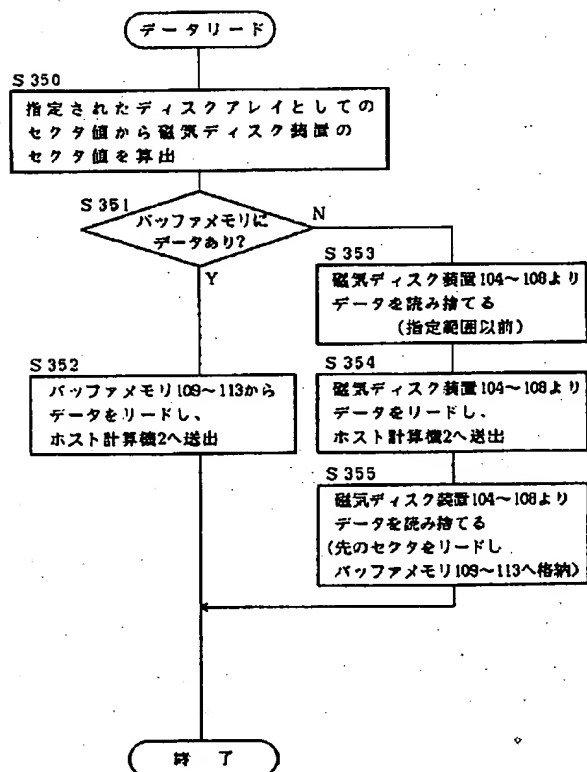 データリード
S350
指定されたディスクアレイとしての
セクタ値から磁気ディスク装置の
セクタ値を算出
S351
バッファメモリに
データあり?
N
Y
S353
磁気ディスク装置104~108より
データを読み捨てる
(指定範囲以前)
S352
バッファメモリ109~113から
データをリードし、
ホスト計算機2へ送出
S354
磁気ディスク装置104~108より
データをリードし、
ホスト計算機2へ送出
S355
磁気ディスク装置104~108より
データを読み捨てる
(先のセクタをリードし
バッファメモリ109~113へ格納)
終了